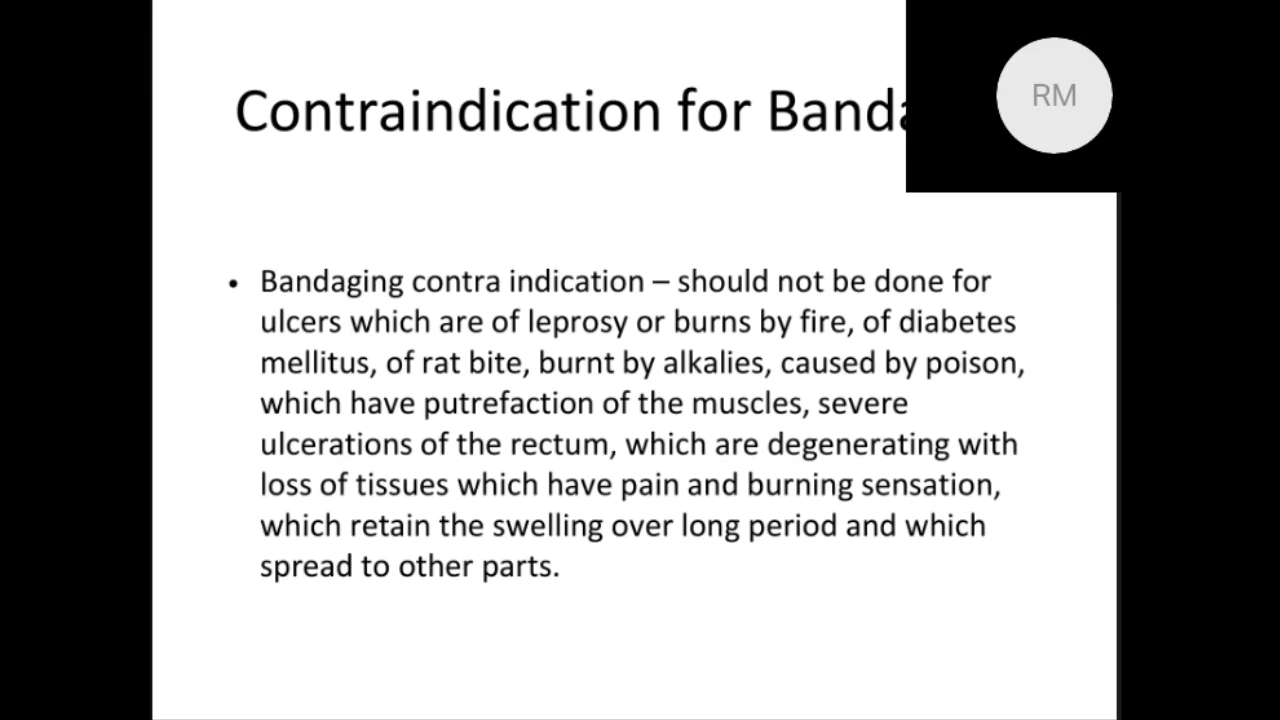 Contraindication for
RM
• Bandaging contra indication – should not be done for
ulcers which are of leprosy or burns by fire, of diabetes
mellitus, of rat bite, burnt by alkalies, caused by poison,
which have putrefaction of the muscles, severe
ulcerations of the rectum, which are degenerating with
loss of tissues which have pain and burning sensation,
which retain the swelling over long period and which
spread to other parts.